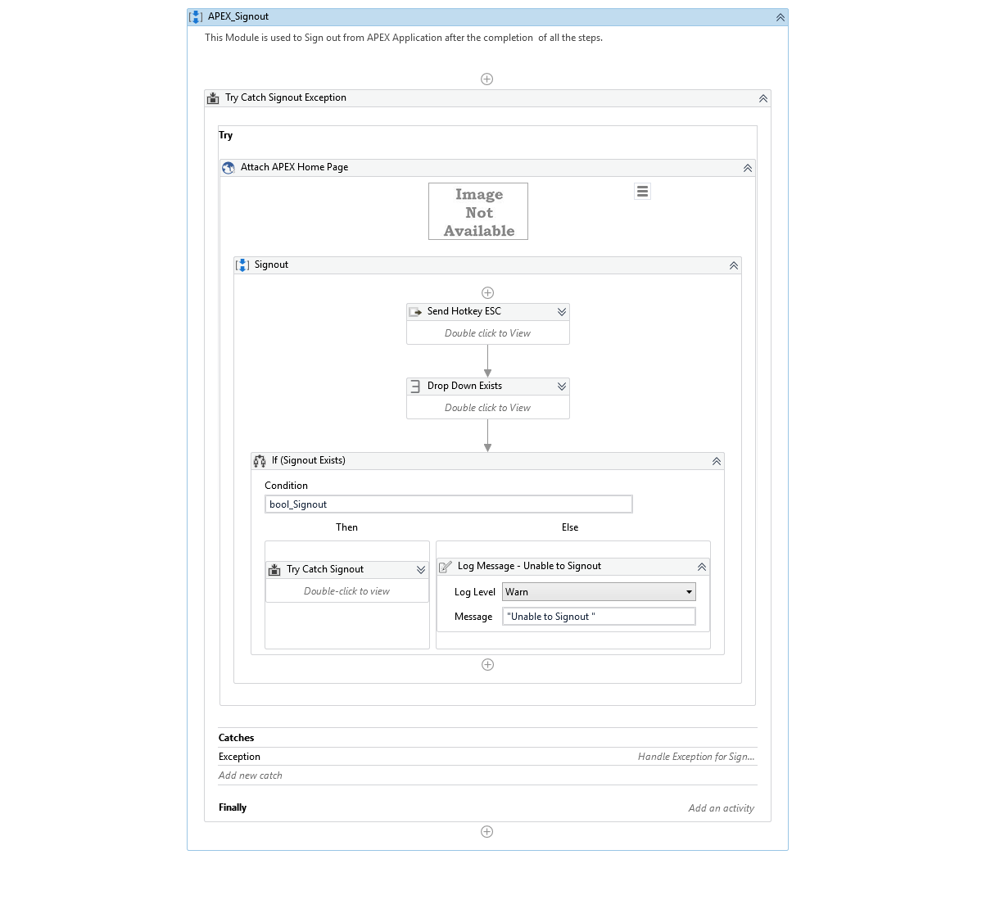 APEX_Signout
This Module is used to Sign out from APEX Application after the completion of all the steps.
Try Catch Signout Exception
Try
Attach APEX Home Page
Image
Not
Available
Signout
Send Hotkey ESC
Double click to View
Drop Down Exists
Double click to View
If (Signout Exists)
Condition
bool_Signout
Then
Else
Try Catch Signout
Double-click to view
Log Message - Unable to Signout
Log Level Warn
Message "Unable to Signout "
Catches
Exception Handle Exception for Sign...
Add new catch
Finally Add an activity